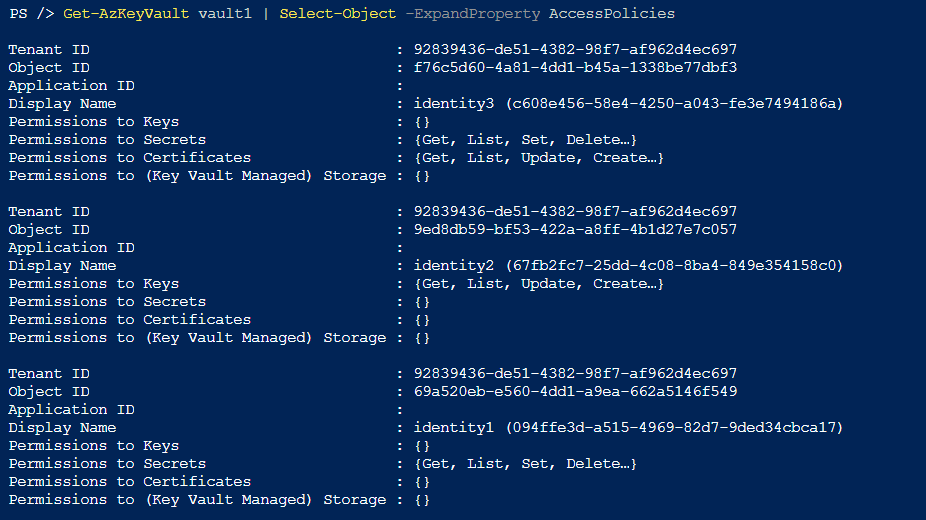 PS /> Get-AzKeyVault vault1 | Select-Object -ExpandProperty AccessPolicies
Tenant ID : 92839436-de51-4382-98f7-af962d4ec697
Object ID : f76c5d60-4a81-4dd1-b45a-1338be77dbf3
Application ID :
Display Name : identity3 (c608e456-58e4-4250-a043-fe3e7494186a)
Permissions to Keys : {}
Permissions to Secrets : {Get, List, Set, Delete…}
Permissions to Certificates : {Get, List, Update, Create…}
Permissions to (Key Vault Managed) Storage : {}
Tenant ID : 92839436-de51-4382-98f7-af962d4ec697
Object ID : 9ed8db59-bf53-422a-a8ff-4b1d27e7c057
Application ID :
Display Name : identity2 (67fb2fc7-25dd-4c08-8ba4-849e354158c0)
Permissions to Keys : {Get, List, Update, Create…}
Permissions to Secrets : {}
Permissions to Certificates : {}
Permissions to (Key Vault Managed) Storage : {}
Tenant ID : 92839436-de51-4382-98f7-af962d4ec697
Object ID : 69a520eb-e560-4dd1-a9ea-662a5146f549
Application ID :
Display Name : identity1 (094ffe3d-a515-4969-82d7-9ded34cbca17)
Permissions to Keys : {}
Permissions to Secrets : {Get, List, Set, Delete…}
Permissions to Certificates : {}
Permissions to (Key Vault Managed) Storage : {}